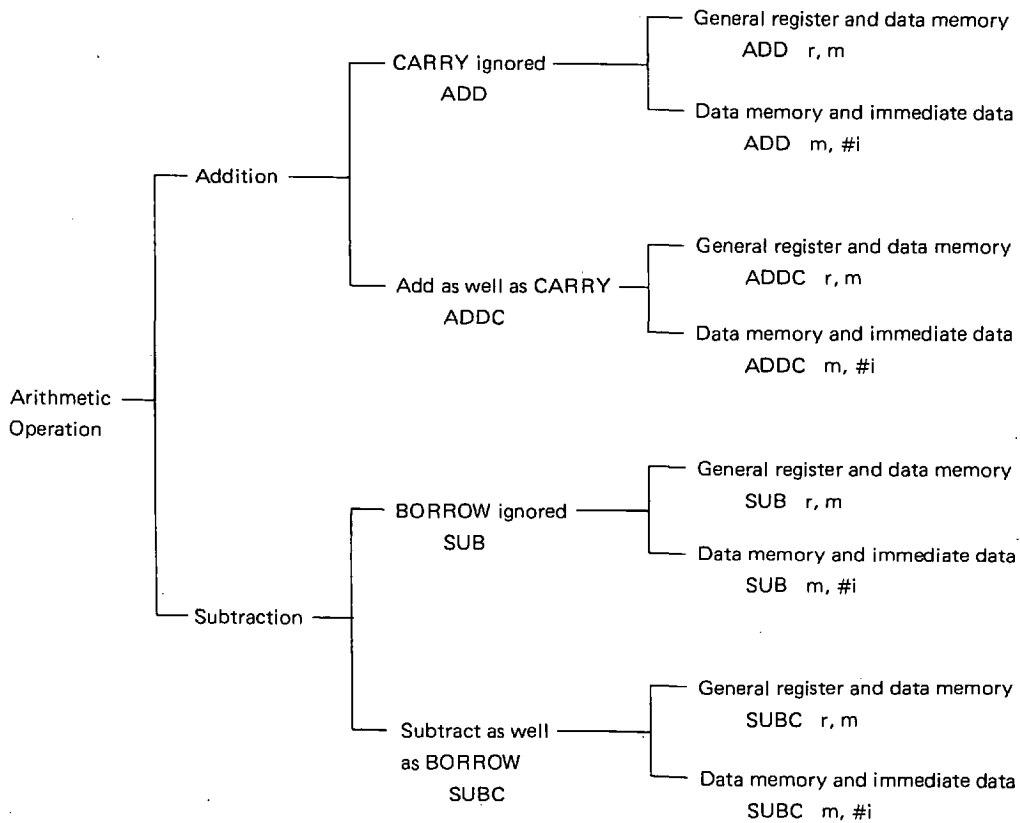 General register and data memory
ADD r, m
CARRY ignored
ADD
Data memory and immediate data
ADD m, #i
Addition
General register and data memory
ADDC r, m
Add as well as CARRY
ADDC
Data memory and immediate data
ADDC m, #i
Arithmetic
Operation
General register and data memory
SUB r, m
BORROW ignored
SUB
Data memory and immediate data
SUB m, #i
Subtraction
General register and data memory
SUBC r, m
Subtract as well
as BORROW
SUBC
Data memory and immediate data
SUBC m, #i